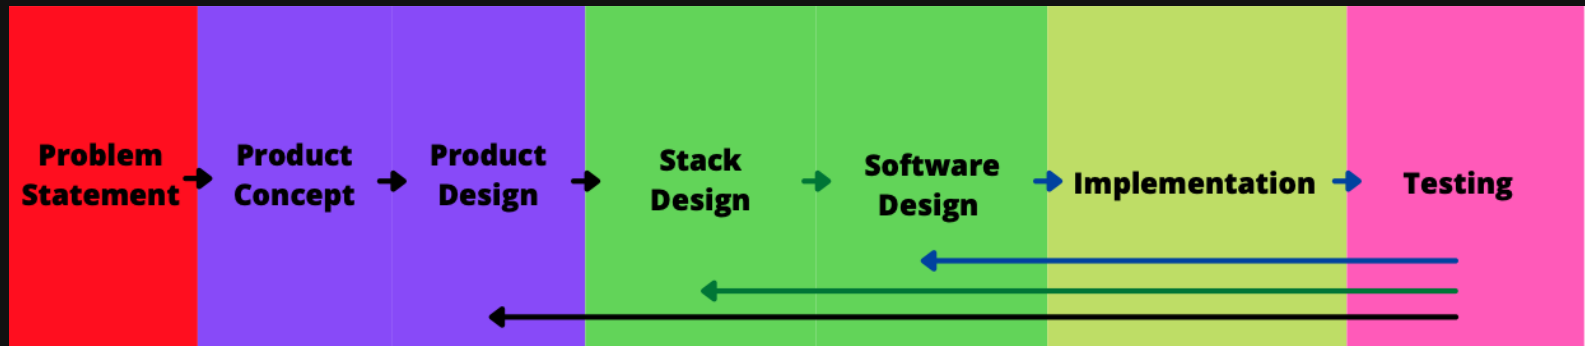 Problem
Statement
Product
Concept
Product
Design
Stack
Design
Software
Design
Implementation
Testing